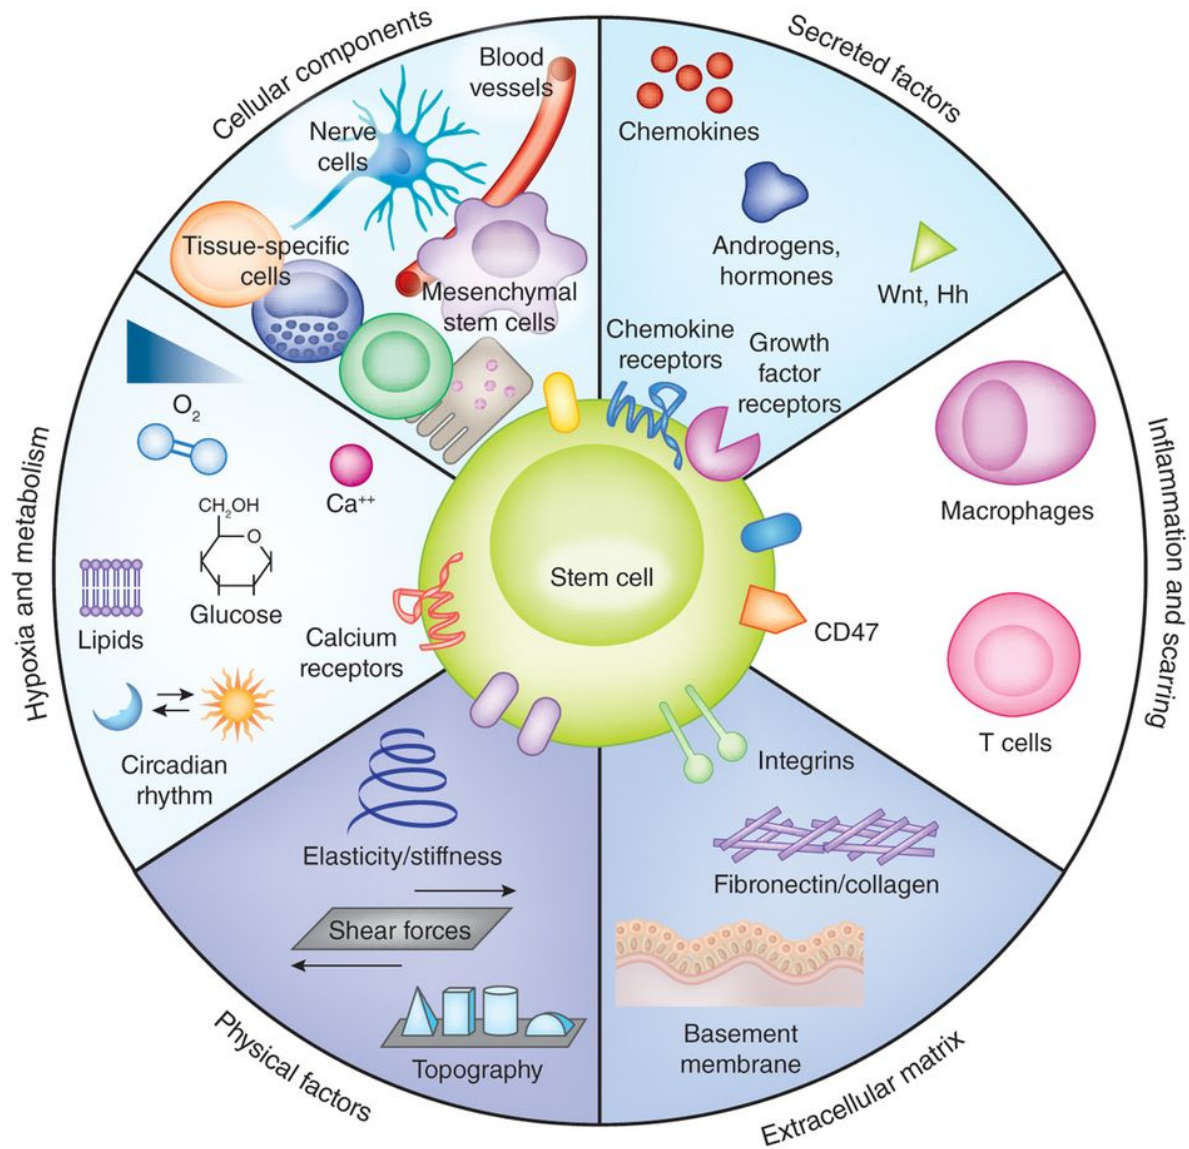 Cellular components
Blood
vessels
Nerve
cells
Tissue-specific
cells
Mesenchymal
stem cells
Secreted factors
Chemokines
Androgens,
hormones
Wnt, Hh
Chemokine
receptors
Growth
factor
receptors
Inflammation and scarring
Macrophages
CD47
T cells
Stem cell
Hypoxia and metabolism
O₂
Ca⁺⁺
CH₂OH
O
Glucose
Lipids
Calcium
receptors
Circadian
rhythm
Physical factors
Elasticity/stiffness
Shear forces
Topography
Extracellular matrix
Integrins
Fibronectin/collagen
Basement
membrane